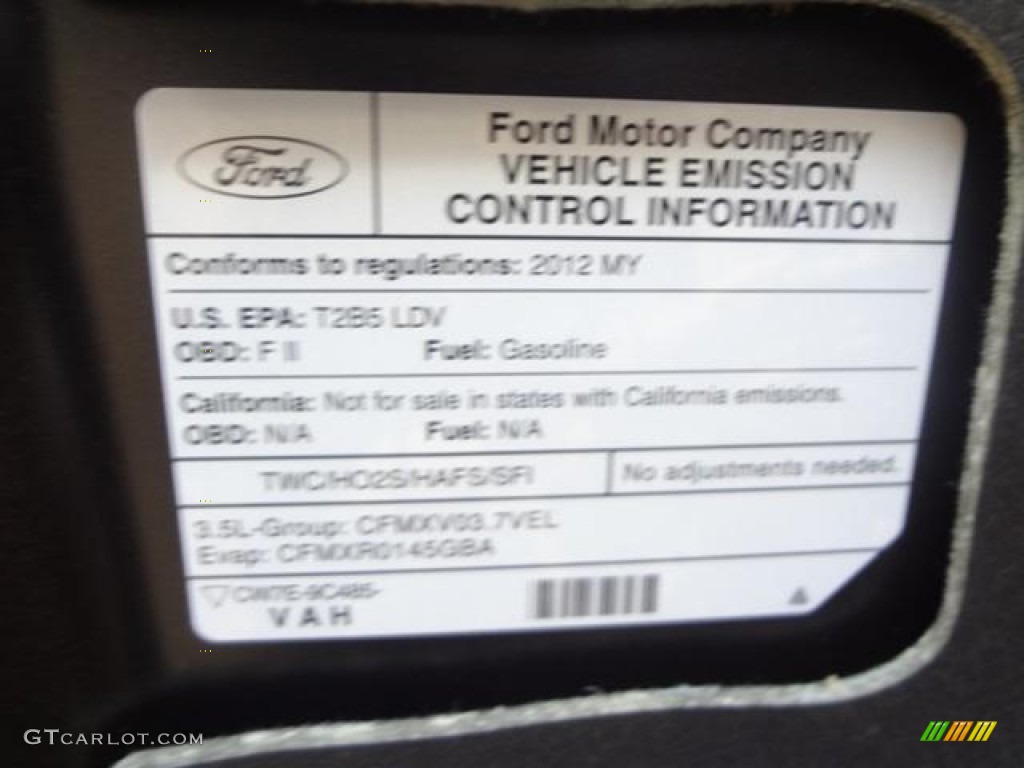 Ford
Ford Motor Company
VEHICLE EMISSION
CONTROL INFORMATION
Conforms to regulations: 2012 MY
U.S. EPA: T2B5 LDV
OBD: F II Fuel: Gasoline
California: Not for sale in states with California emissions.
OBD: N/A Fuel: N/A
TWC/HO2S/HAFS/SFI No adjustments needed.
3.5L-Group: CFMXV03.7VEL
Evap: CFMXR0145GBA
CW7E-9C485-
VAH
GTCARLOT.COM